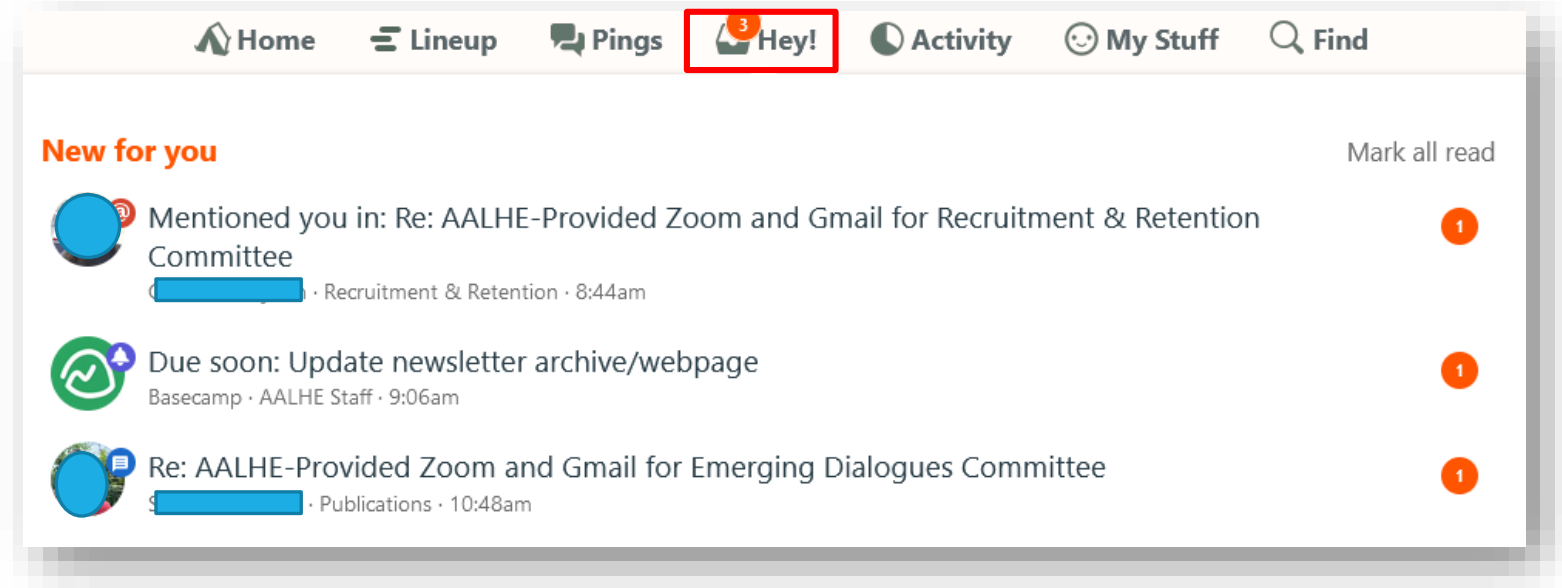 Home Lineup Pings 3 Hey! Activity My Stuff Find
New for you Mark all read
@ Mentioned you in: Re: AALHE-Provided Zoom and Gmail for Recruitment & Retention 1
Committee
· Recruitment & Retention · 8:44am
Due soon: Update newsletter archive/webpage 1
Basecamp · AALHE Staff · 9:06am
Re: AALHE-Provided Zoom and Gmail for Emerging Dialogues Committee 1
· Publications · 10:48am